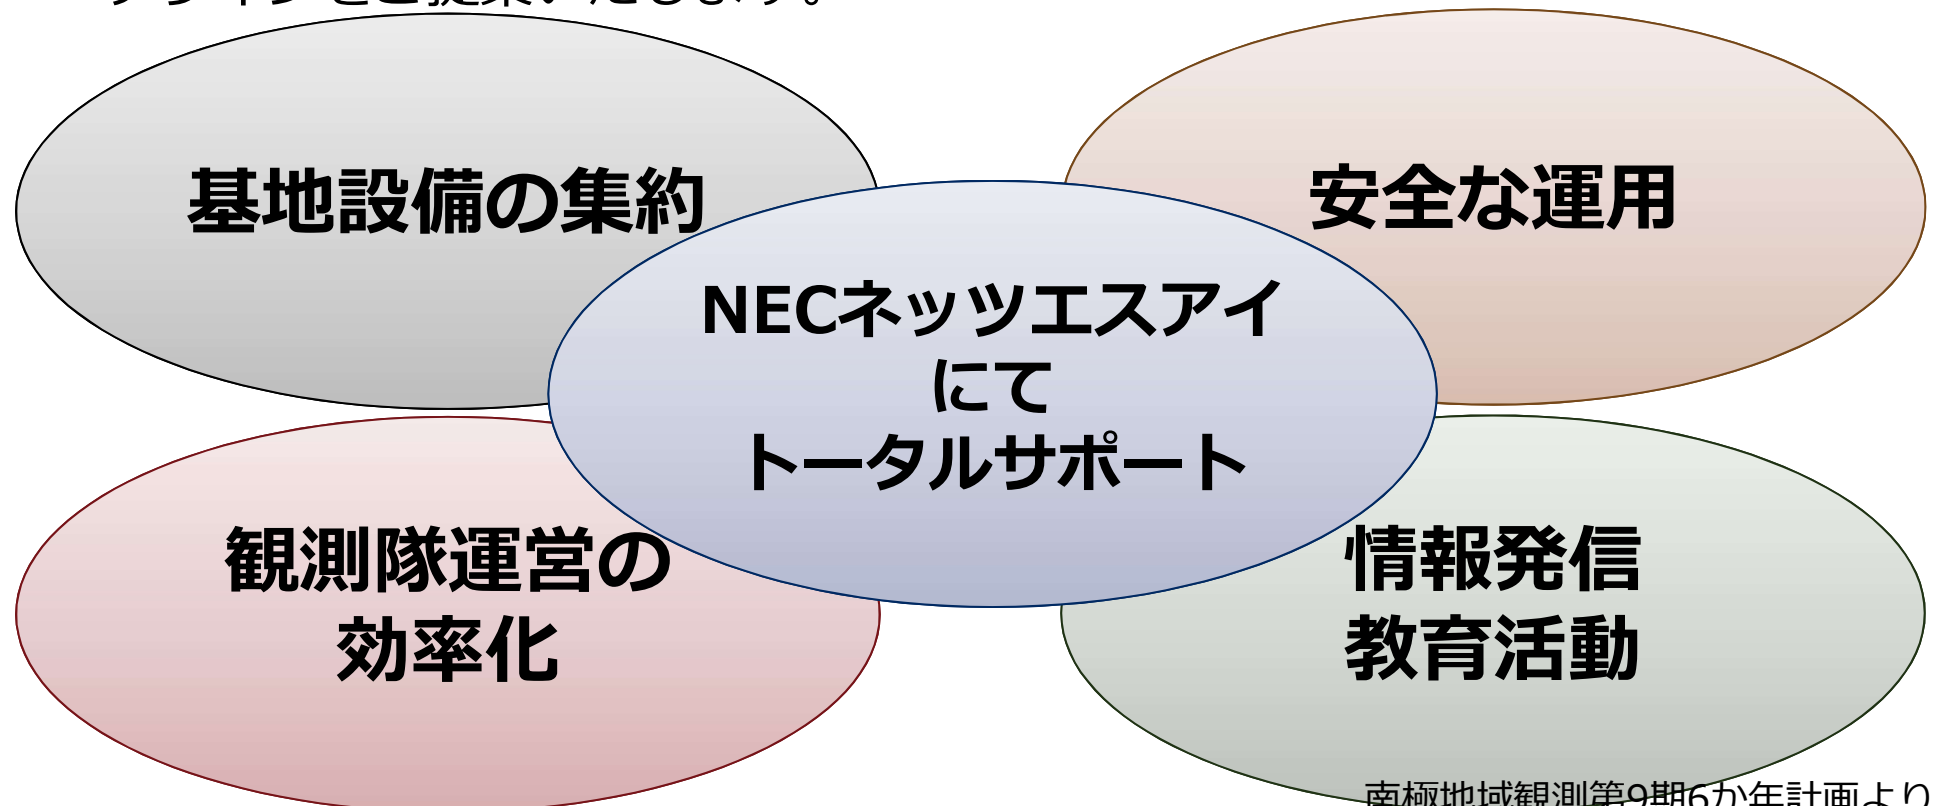 基地設備の集約
安全な運用
NECネッツエスアイ
にて
トータルサポート
観測隊運営の
効率化
情報発信
教育活動
南極地域観測第9期6か年計画より